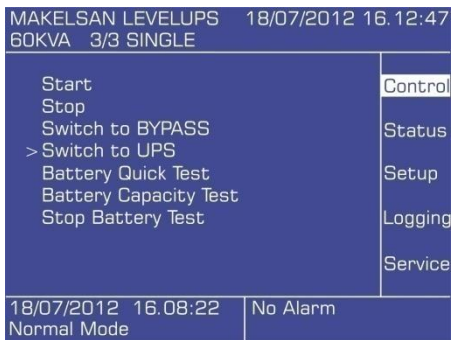 MAKELSAN LEVELUPS 18/07/2012 16.12:47
60KVA 3/3 SINGLE
Start
Stop
Switch to BYPASS
> Switch to UPS
Battery Quick Test
Battery Capacity Test
Stop Battery Test
Control
Status
Setup
Logging
Service
18/07/2012 16.08:22 No Alarm
Normal Mode